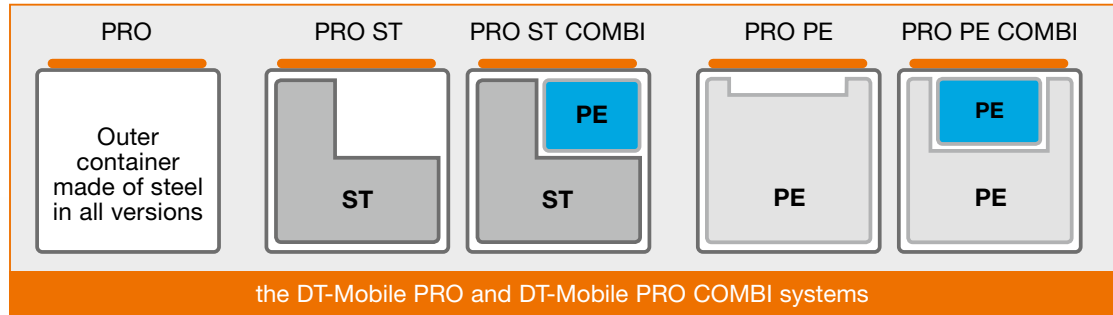 PRO
PRO ST
PRO ST COMBI
PRO PE
PRO PE COMBI
Outer
container
made of steel
in all versions
ST
PE
ST
PE
PE
PE
the DT-Mobile PRO and DT-Mobile PRO COMBI systems